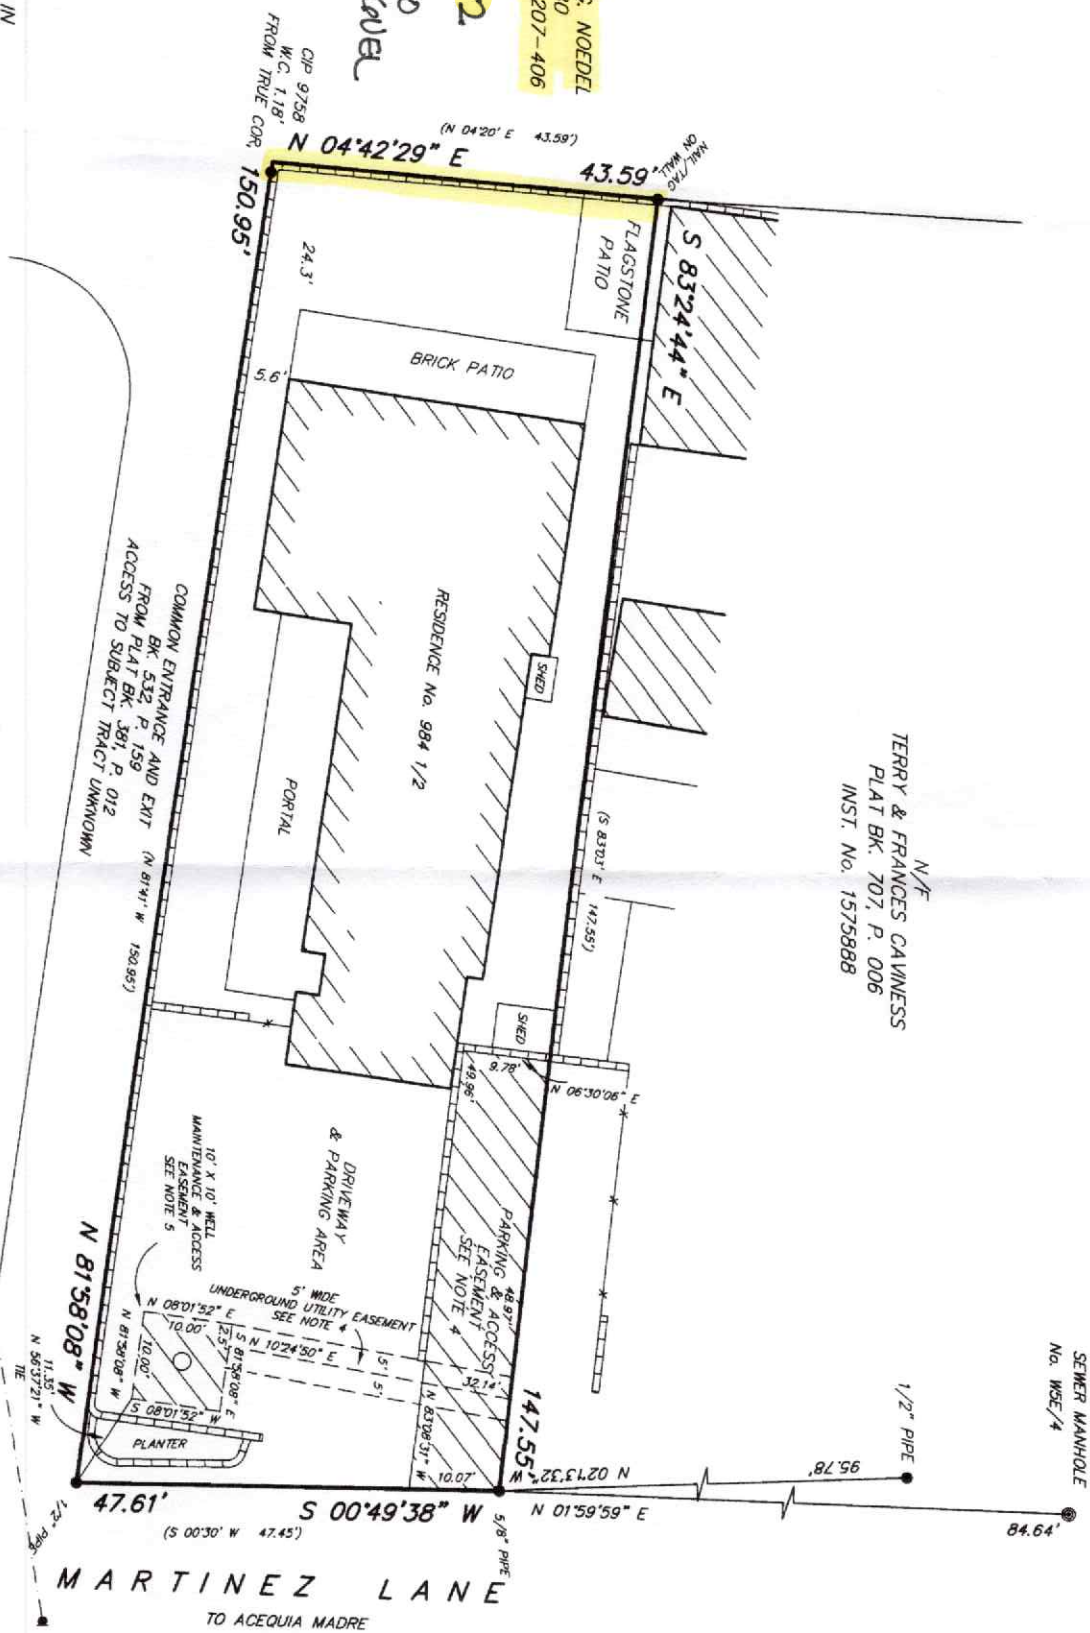 IN
G. NOEDEL
207-406
2
CIP 9758
W.C. 1.18'
FROM TRUE COR.
N 04°42'29" E
(N 04°20' E 43.59')
43.59'
NAIL/TAG
ON WALL
150.95'
24.3'
FLAGSTONE
PATIO
S 83°24'44" E
BRICK PATIO
5.6'
RESIDENCE No. 984 1/2
SHED
PORTAL
COMMON ENTRANCE AND EXIT
BK. 532, P. 159
FROM PLAT BK. 381, P. 012
ACCESS TO SUBJECT TRACT UNKNOWN
(N 81°41' W 150.95')
(S 83°03' E 147.55')
N/F
TERRY & FRANCES CAVINESS
PLAT BK. 707, P. 006
INST. No. 1575888
SHED
9.78'
N 06°30'06" E
49.96'
DRIVEWAY
& PARKING AREA
10' X 10' WELL
MAINTENANCE & ACCESS
EASEMENT
SEE NOTE 5
PARKING & ACCESS
EASEMENT
SEE NOTE 4
48.97'
5' WIDE
UNDERGROUND UTILITY EASEMENT
SEE NOTE 4
N 08°01'52" E
10.00'
2.5'
S 81°58'08" E
N 10°24'50" E
5'
5'
32.14'
N 81°58'08" W
10.00'
S 08°01'52" W
N 83°08'31" W
10.07'
PLANTER
N 81°58'08" W
11.35'
N 56°37'21" W
TIE
1/2" PIPE
147.55'
N 02°13'32" W
95.78'
1/2" PIPE
SEWER MANHOLE
No. W5E/4
84.64'
N 01°59'59" E
5/8" PIPE
47.61'
S 00°49'38" W
(S 00°30' W 47.45')
MARTINEZ LANE
TO ACEQUIA MADRE